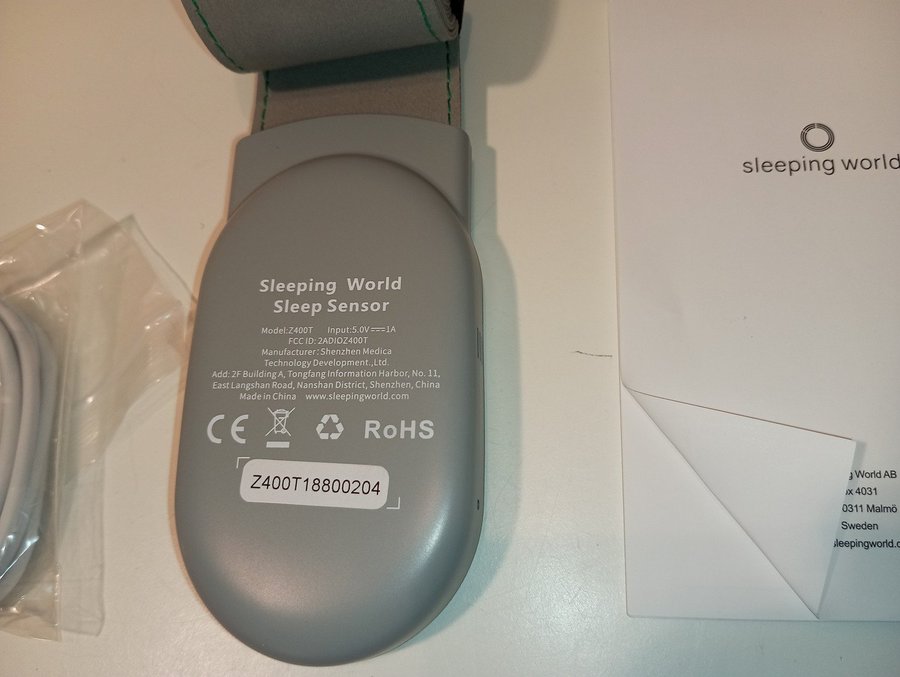 sleeping world
Sleeping World
Sleep Sensor
Model:Z400T Input:5.0V⎓1A
FCC ID: 2ADIOZ400T
Manufacturer: Shenzhen Medica
Technology Development.,Ltd.
Add: 2F Building A, Tongfang Information Harbor, No. 11,
East Langshan Road, Nanshan District, Shenzhen, China
Made in China www.sleepingworld.com
CE RoHS
Z400T18800204
World AB
4031
0311 Malmö
Sweden